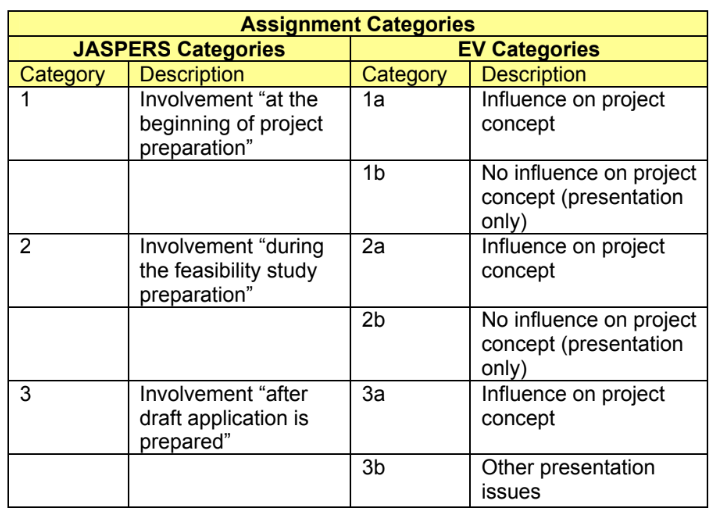 Assignment Categories
JASPERS Categories EV Categories
Category Description Category Description
1 Involvement “at the 1a Influence on project
beginning of project concept
preparation”
1b No influence on project
concept (presentation
only)
2 Involvement “during 2a Influence on project
the feasibility study concept
preparation”
2b No influence on project
concept (presentation
only)
3 Involvement “after 3a Influence on project
draft application is concept
prepared”
3b Other presentation
issues